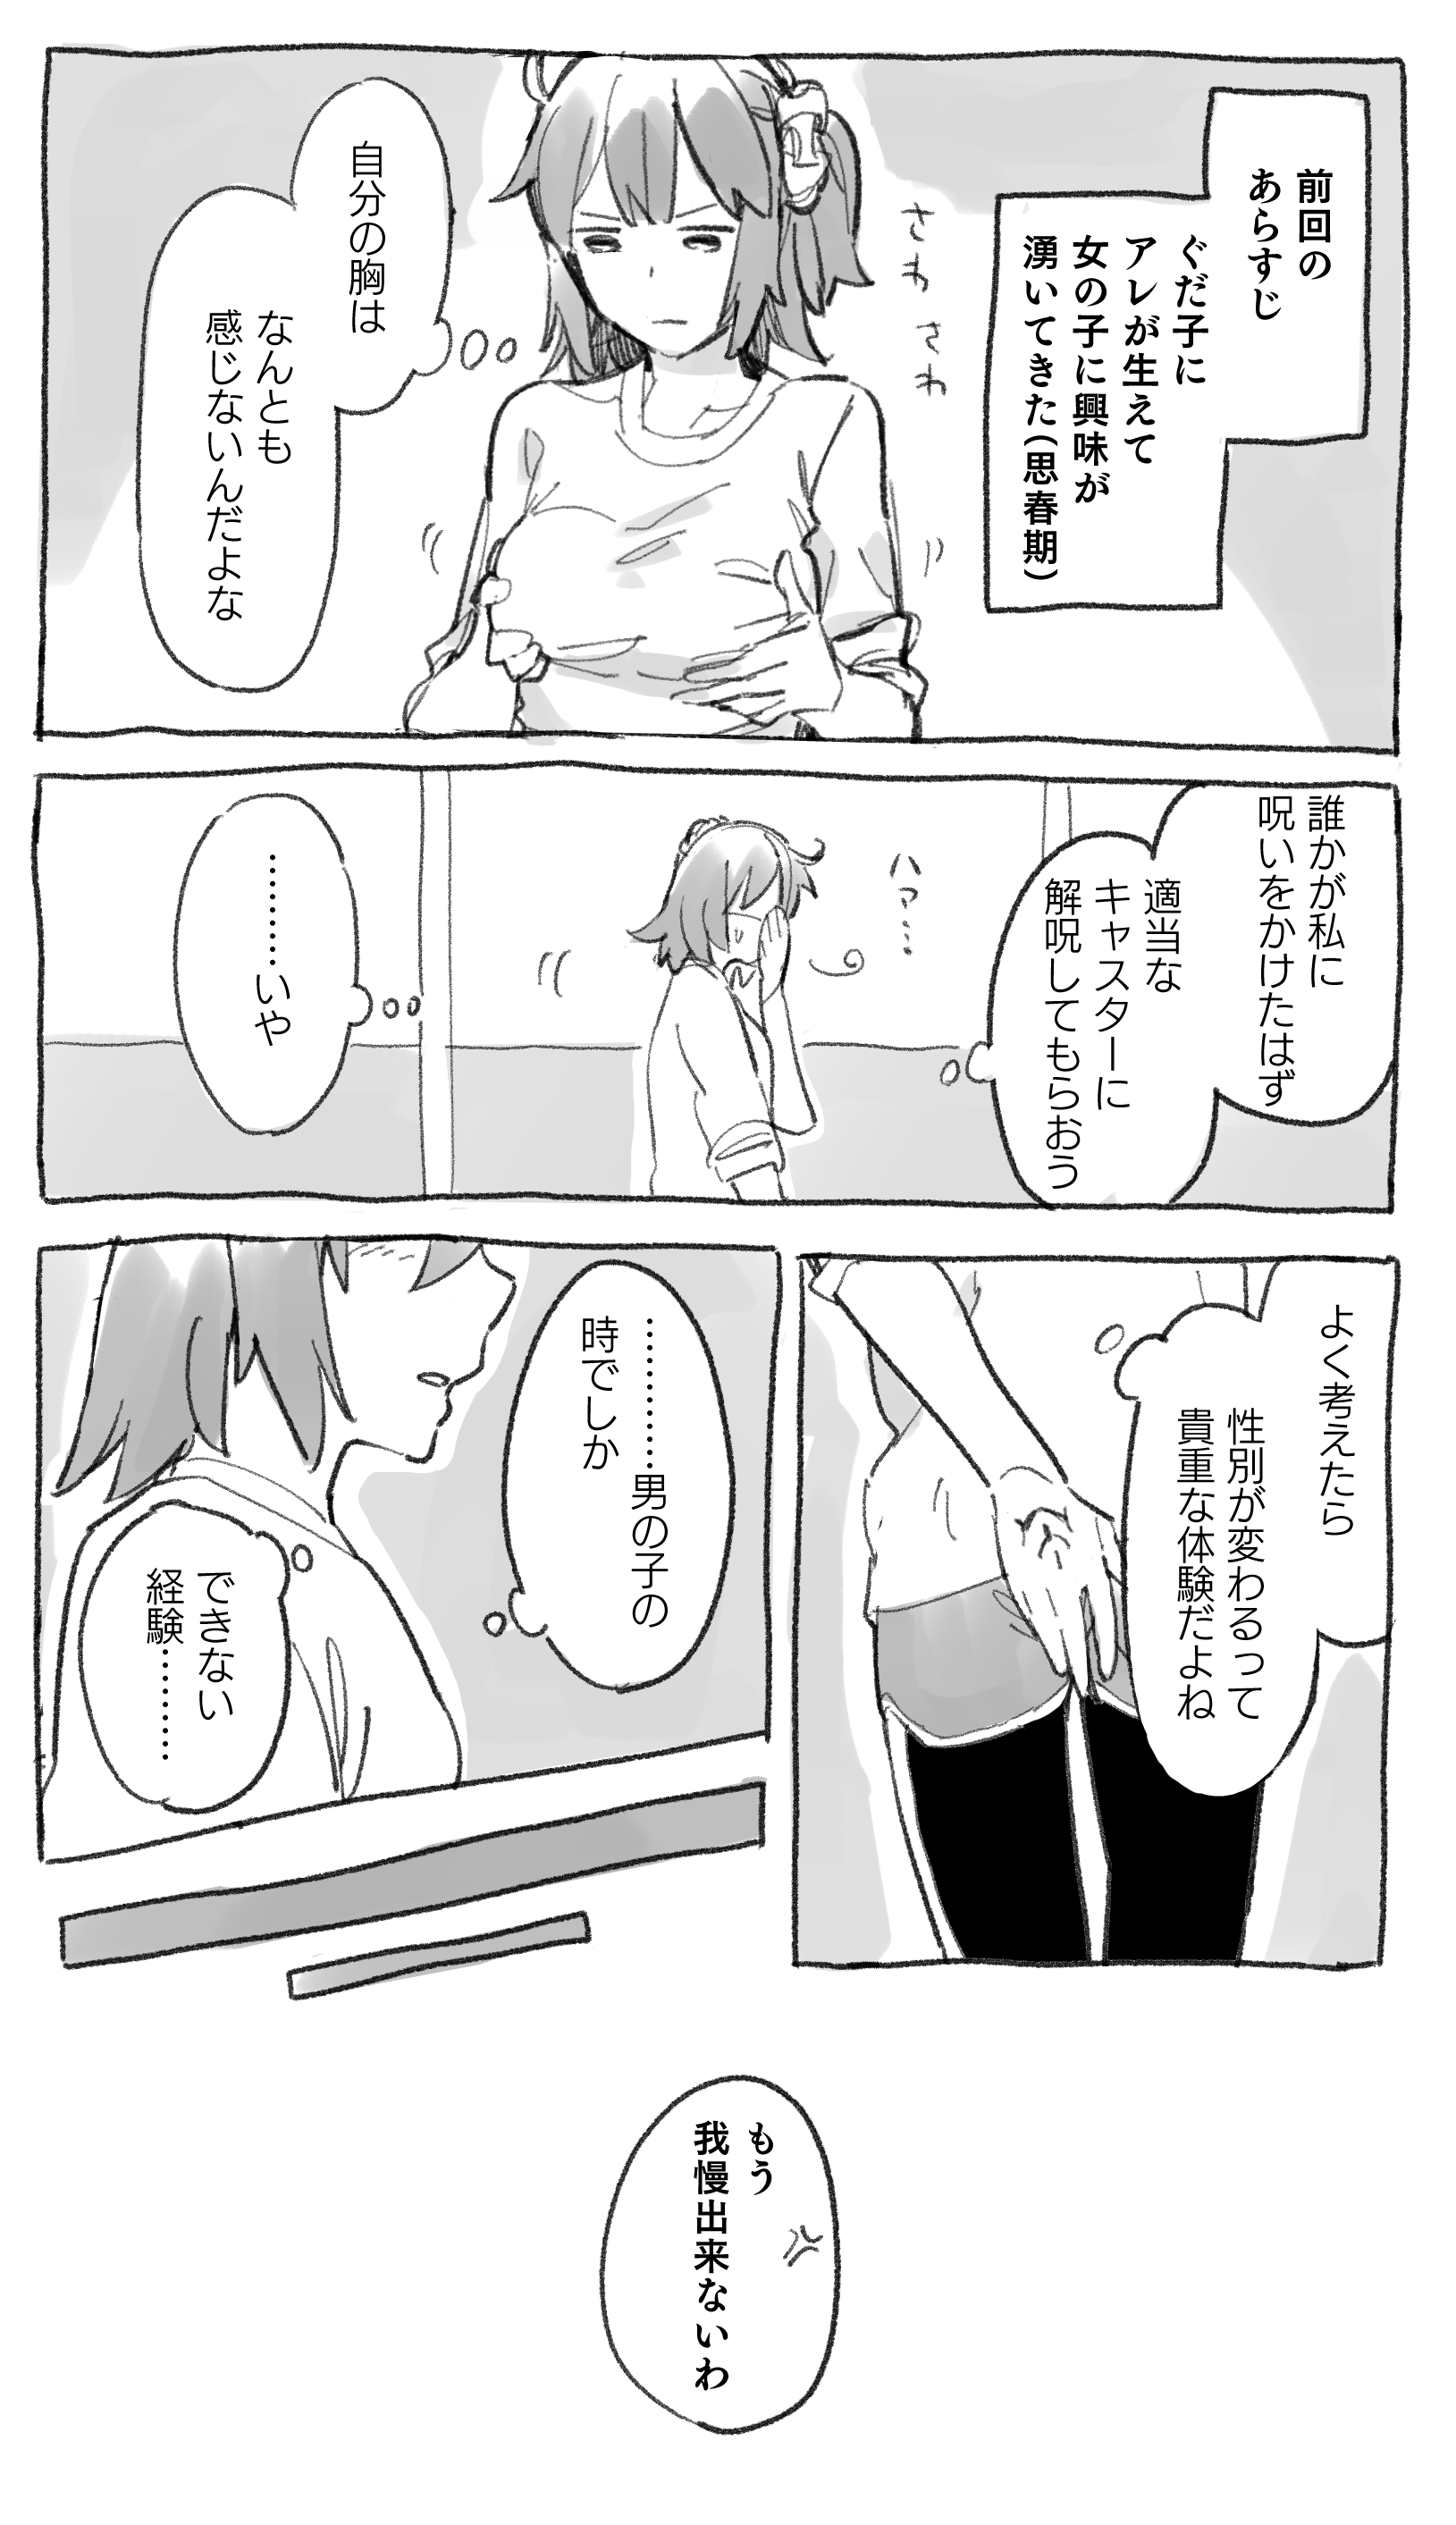 前回の
あらすじ
ぐだ子に
アレが生えて
女の子に興味が
湧いてきた(思春期)
さわ
さわ
自分の胸は
なんとも
感じないんだよな
誰かが私に
呪いをかけたはず
適当な
キャスターに
解呪してもらおう
ハァ…
…………いや
よく考えたら
性別が変わるって
貴重な体験だよね
……………男の子の
時でしか
できない
経験…………
もう
我慢出来ないわ